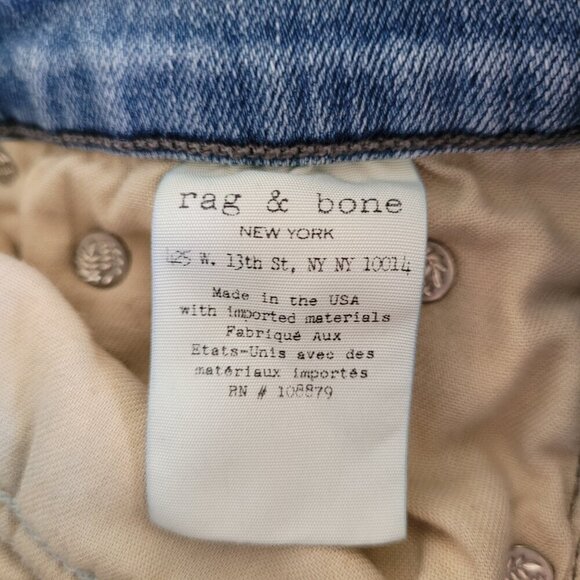 rag & bone
NEW YORK
425 W. 13th St, NY NY 10014
Made in the USA
with imported materials
Fabriqué Aux
Etats-Unis avec des
matériaux importés
RN # 108879